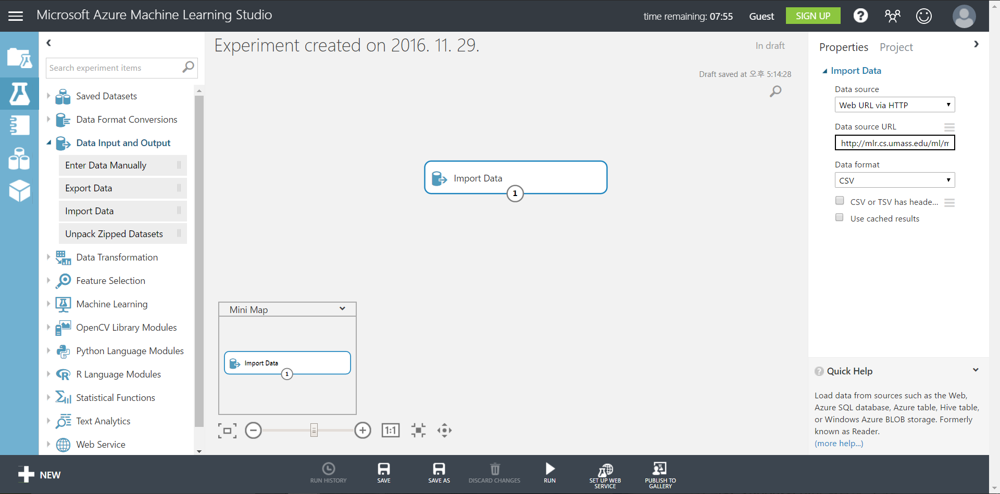 Microsoft Azure Machine Learning Studio
time remaining: 07:55
Guest
SIGN UP
Search experiment items
Saved Datasets
Data Format Conversions
Data Input and Output
Enter Data Manually
Export Data
Import Data
Unpack Zipped Datasets
Data Transformation
Feature Selection
Machine Learning
OpenCV Library Modules
Python Language Modules
R Language Modules
Statistical Functions
Text Analytics
Web Service
Experiment created on 2016. 11. 29.
In draft
Draft saved at 오후 5:14:28
Import Data
1
Mini Map
Import Data
1
1:1
Properties
Project
Import Data
Data source
Web URL via HTTP
Data source URL
http://mlr.cs.umass.edu/ml/m
Data format
CSV
CSV or TSV has heade...
Use cached results
Quick Help
Load data from sources such as the Web,
Azure SQL database, Azure table, Hive table,
or Windows Azure BLOB storage. Formerly
known as Reader.
(more help...)
NEW
RUN HISTORY
SAVE
SAVE AS
DISCARD CHANGES
RUN
SET UP WEB
SERVICE
PUBLISH TO
GALLERY